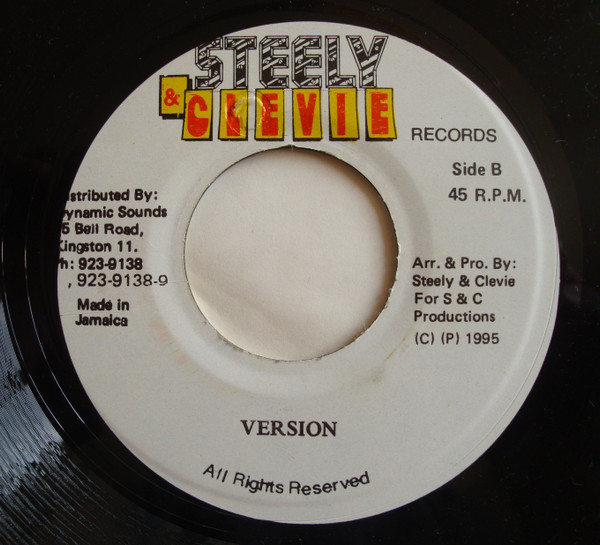 STEELY
& CLEVIE
RECORDS
Side B
45 R.P.M.
istributed By:
ynamic Sounds
5 Bell Road,
ingston 11.
h: 923-9138
, 923-9138-9
Made in
Jamaica
Arr. & Pro. By:
Steely & Clevie
For S & C
Productions
(C) (P) 1995
VERSION
All Rights Reserved